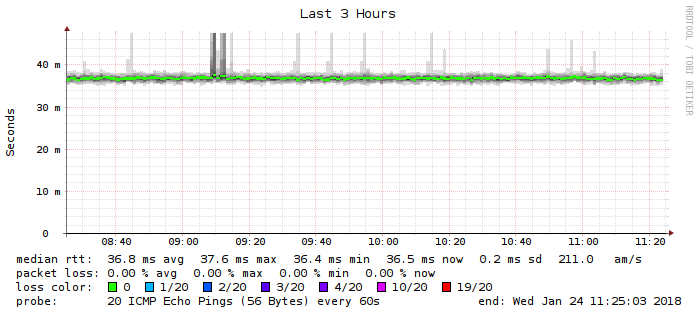 Last 3 Hours
RRDTOOL / TOBI OETIKER
Seconds
40 m
30 m
20 m
10 m
0
08:40 09:00 09:20 09:40 10:00 10:20 10:40 11:00 11:20
median rtt: 36.8 ms avg 37.6 ms max 36.4 ms min 36.5 ms now 0.2 ms sd 211.0 am/s
packet loss: 0.00 % avg 0.00 % max 0.00 % min 0.00 % now
loss color: 0 1/20 2/20 3/20 4/20 10/20 19/20
probe: 20 ICMP Echo Pings (56 Bytes) every 60s end: Wed Jan 24 11:25:03 2018